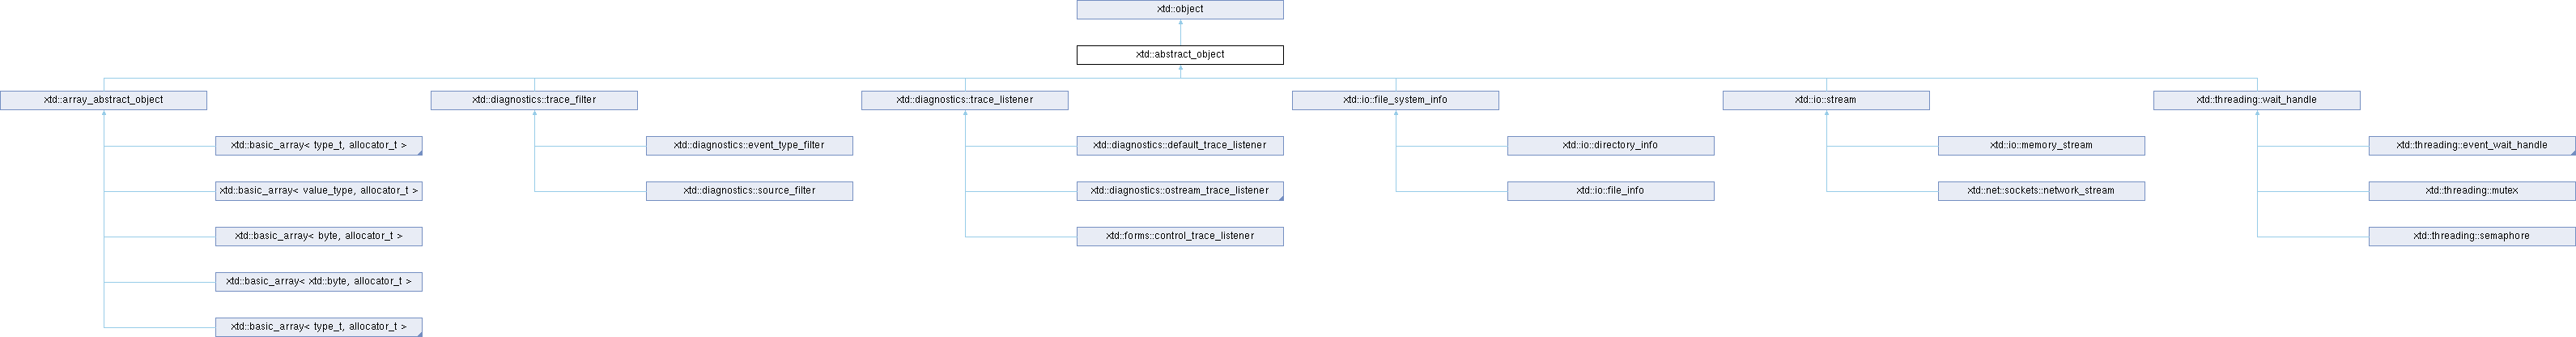 xtd::object
xtd::abstract_object
xtd::array_abstract_object
xtd::diagnostics::trace_filter
xtd::diagnostics::trace_listener
xtd::io::file_system_info
xtd::io::stream
xtd::threading::wait_handle
xtd::basic_array< type_t, allocator_t >
xtd::diagnostics::event_type_filter
xtd::diagnostics::default_trace_listener
xtd::io::directory_info
xtd::io::memory_stream
xtd::threading::event_wait_handle
xtd::basic_array< value_type, allocator_t >
xtd::diagnostics::source_filter
xtd::diagnostics::ostream_trace_listener
xtd::io::file_info
xtd::net::sockets::network_stream
xtd::threading::mutex
xtd::basic_array< byte, allocator_t >
xtd::forms::control_trace_listener
xtd::threading::semaphore
xtd::basic_array< xtd::byte, allocator_t >
xtd::basic_array< type_t, allocator_t >